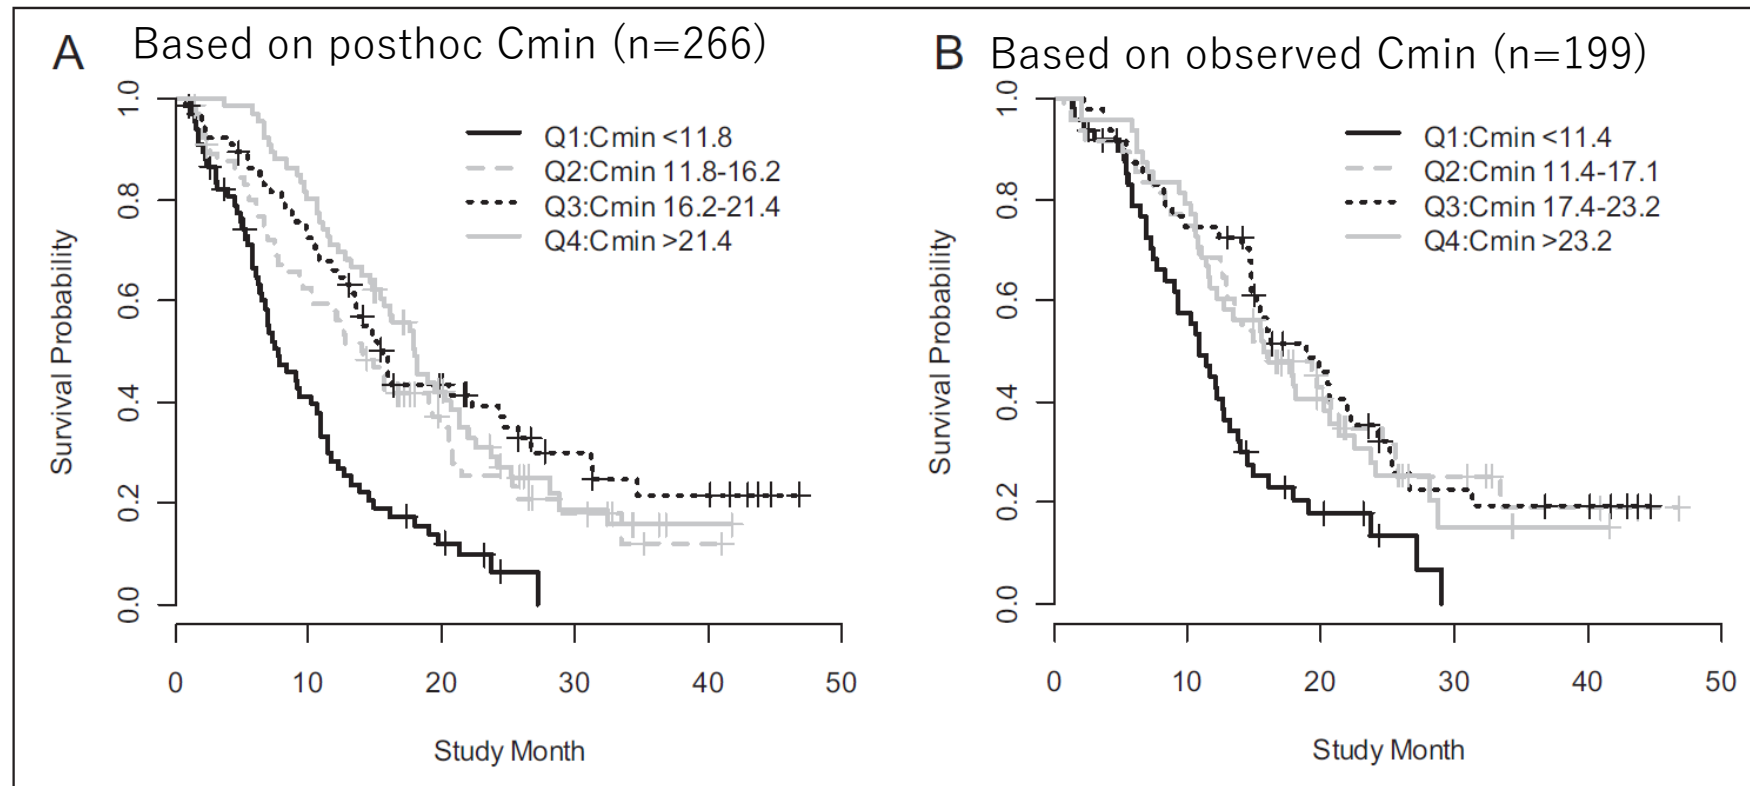 A Based on posthoc Cmin (n=266)
Q1:Cmin <11.8
Q2:Cmin 11.8-16.2
Q3:Cmin 16.2-21.4
Q4:Cmin >21.4
Survival Probability
1.0
0.8
0.6
0.4
0.2
0.0
0 10 20 30 40 50
Study Month
B Based on observed Cmin (n=199)
Q1:Cmin <11.4
Q2:Cmin 11.4-17.1
Q3:Cmin 17.4-23.2
Q4:Cmin >23.2
Survival Probability
1.0
0.8
0.6
0.4
0.2
0.0
0 10 20 30 40 50
Study Month